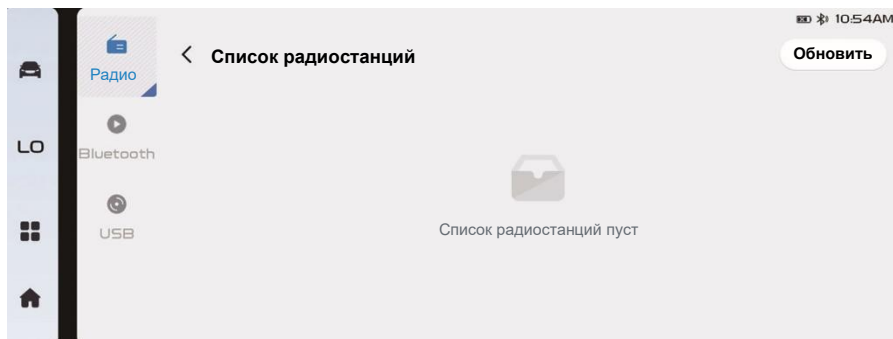 10:54AM
Радио
Список радиостанций
Обновить
LO
Bluetooth
USB
Список радиостанций пуст